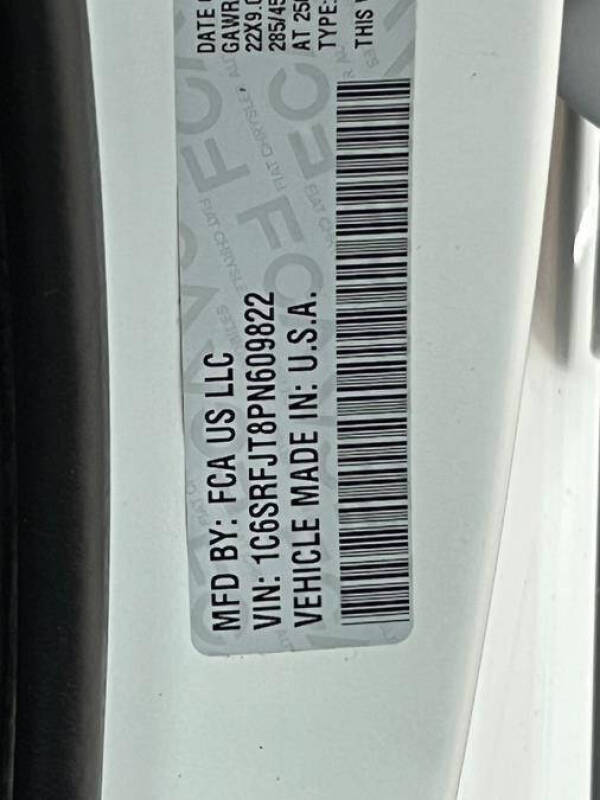 MFD BY: FCA US LLC
VIN: 1C6SRFJT8PN609822
VEHICLE MADE IN: U.S.A.
DATE
GAWR
22X9.0
285/45
AT 250
TYPE:
THIS